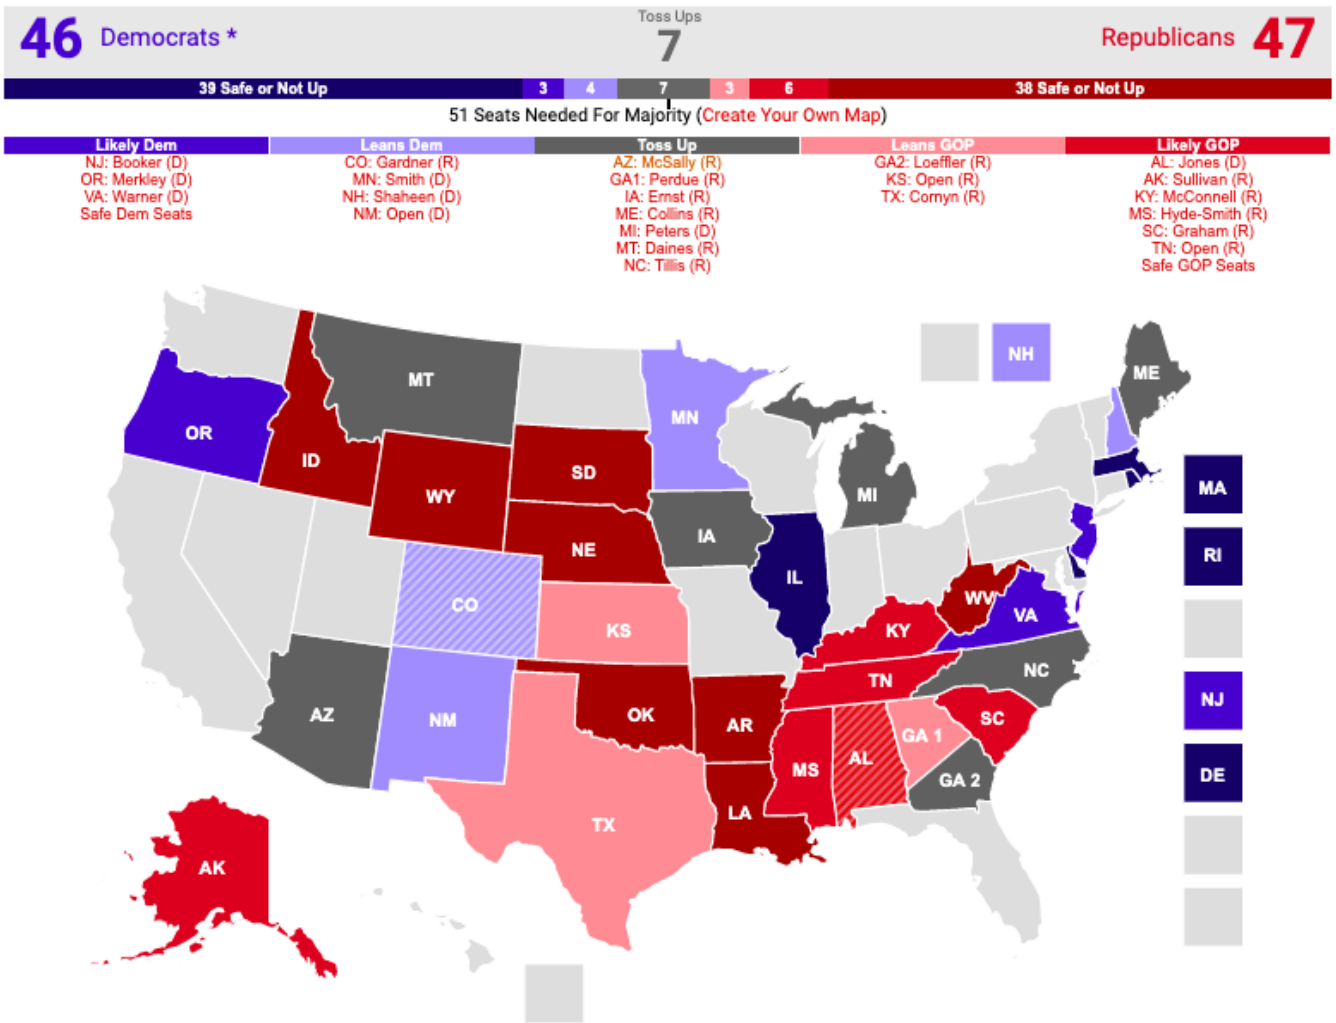 46 Democrats *
Toss Ups
7
Republicans 47
39 Safe or Not Up 3 4 7 3 6 38 Safe or Not Up
51 Seats Needed For Majority (Create Your Own Map)
Likely Dem
NJ: Booker (D)
OR: Merkley (D)
VA: Warner (D)
Safe Dem Seats
Leans Dem
CO: Gardner (R)
MN: Smith (D)
NH: Shaheen (D)
NM: Open (D)
Toss Up
AZ: McSally (R)
GA1: Perdue (R)
IA: Ernst (R)
ME: Collins (R)
MI: Peters (D)
MT: Daines (R)
NC: Tillis (R)
Leans GOP
GA2: Loeffler (R)
KS: Open (R)
TX: Cornyn (R)
Likely GOP
AL: Jones (D)
AK: Sullivan (R)
KY: McConnell (R)
MS: Hyde-Smith (R)
SC: Graham (R)
TN: Open (R)
Safe GOP Seats
NH
ME
MT
MN
OR
ID
SD
WY
MI
MA
IA
NE
RI
IL
CO
KS
WV
VA
KY
NC
TN
NJ
AZ
NM
OK
AR
SC
GA 1
MS
AL
GA 2
DE
LA
TX
AK